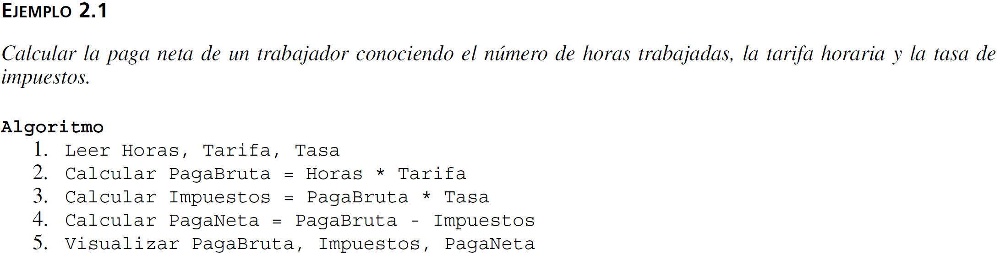 EJEMPLO 2.1
Calcular la paga neta de un trabajador conociendo el número de horas trabajadas, la tarifa horaria y la tasa de
impuestos.
Algoritmo
1. Leer Horas, Tarifa, Tasa
2. Calcular PagaBruta = Horas * Tarifa
3. Calcular Impuestos = PagaBruta * Tasa
4. Calcular PagaNeta = PagaBruta - Impuestos
5. Visualizar PagaBruta, Impuestos, PagaNeta